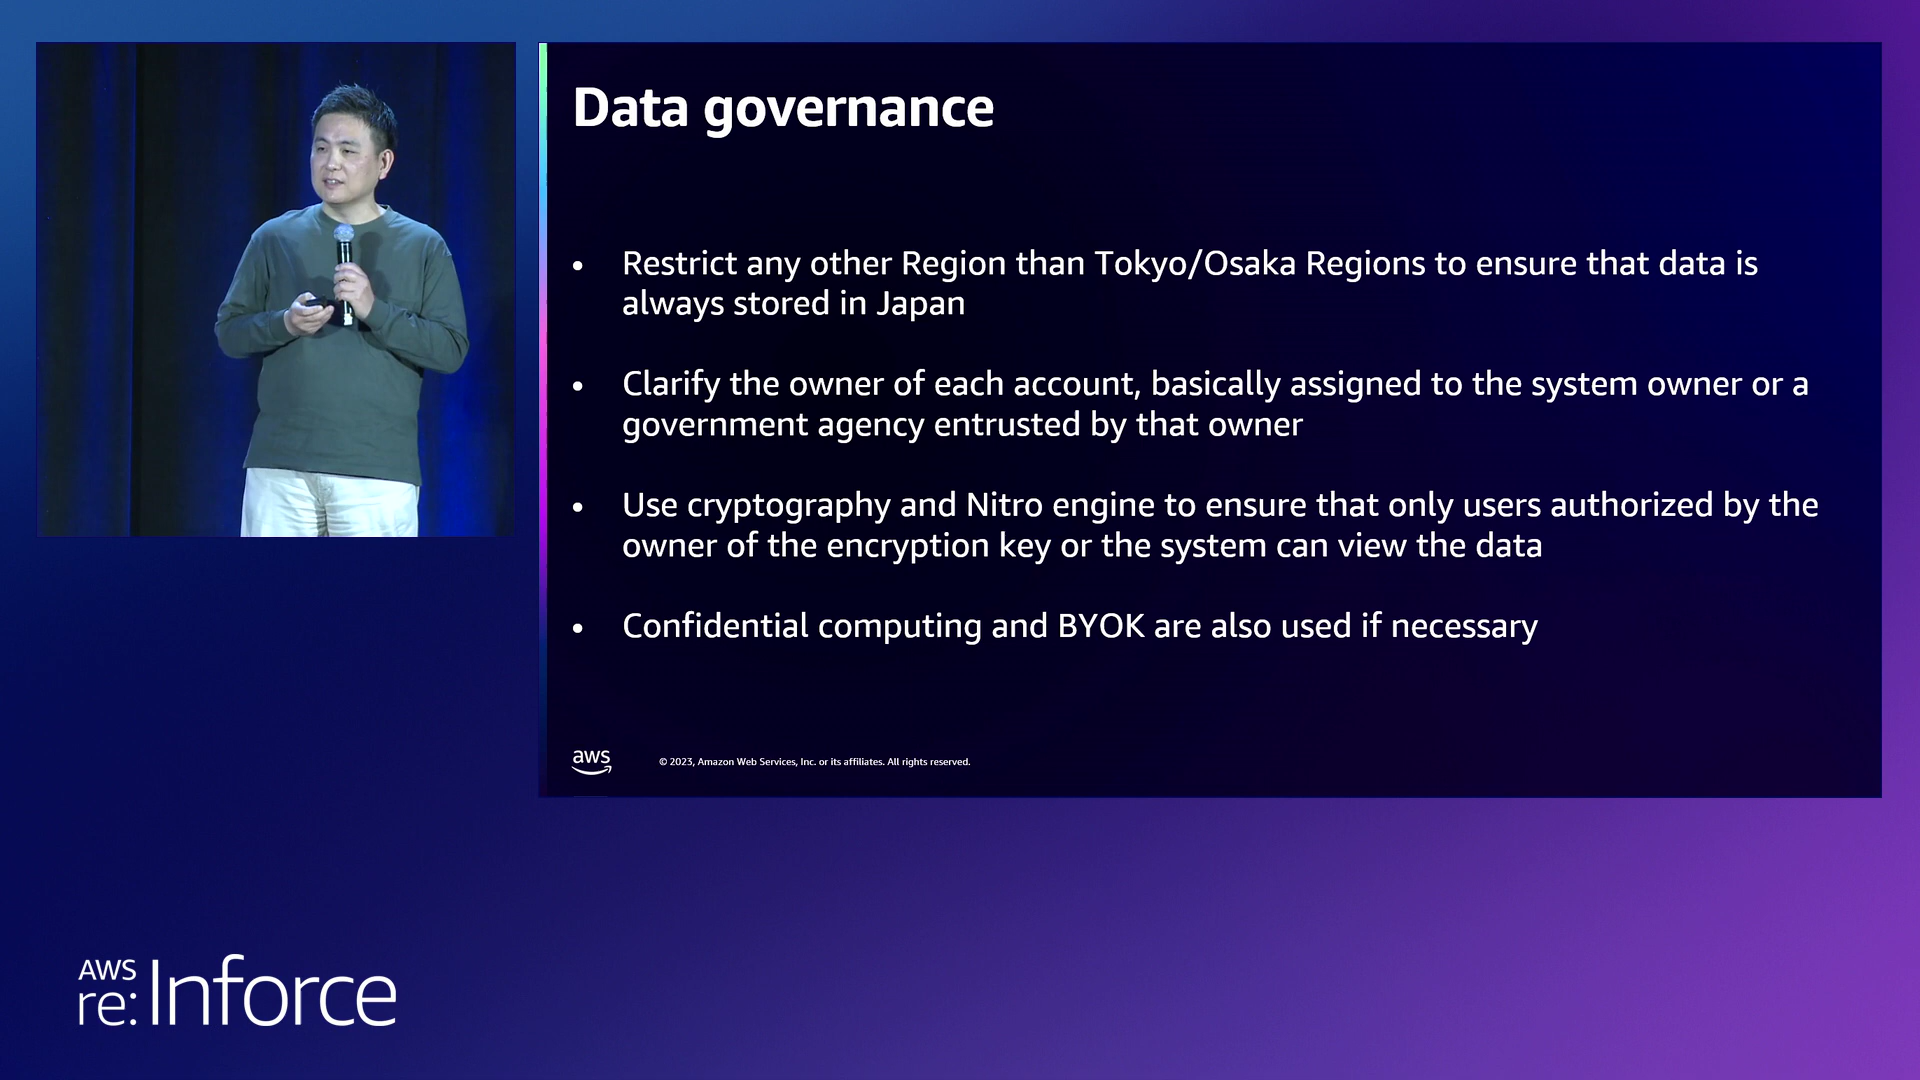 Data governance
• Restrict any other Region than Tokyo/Osaka Regions to ensure that data is
always stored in Japan
• Clarify the owner of each account, basically assigned to the system owner or a
government agency entrusted by that owner
• Use cryptography and Nitro engine to ensure that only users authorized by the
owner of the encryption key or the system can view the data
• Confidential computing and BYOK are also used if necessary
aws
© 2023, Amazon Web Services, Inc. or its affiliates. All rights reserved.
AWS
re:Inforce